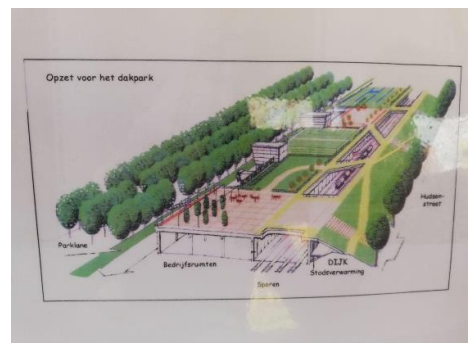 Opzet voor het dakpark
Hudson-
straat
Parklane
Bedrijfsruimten
DIJK
Stadsverwarming
Sporen